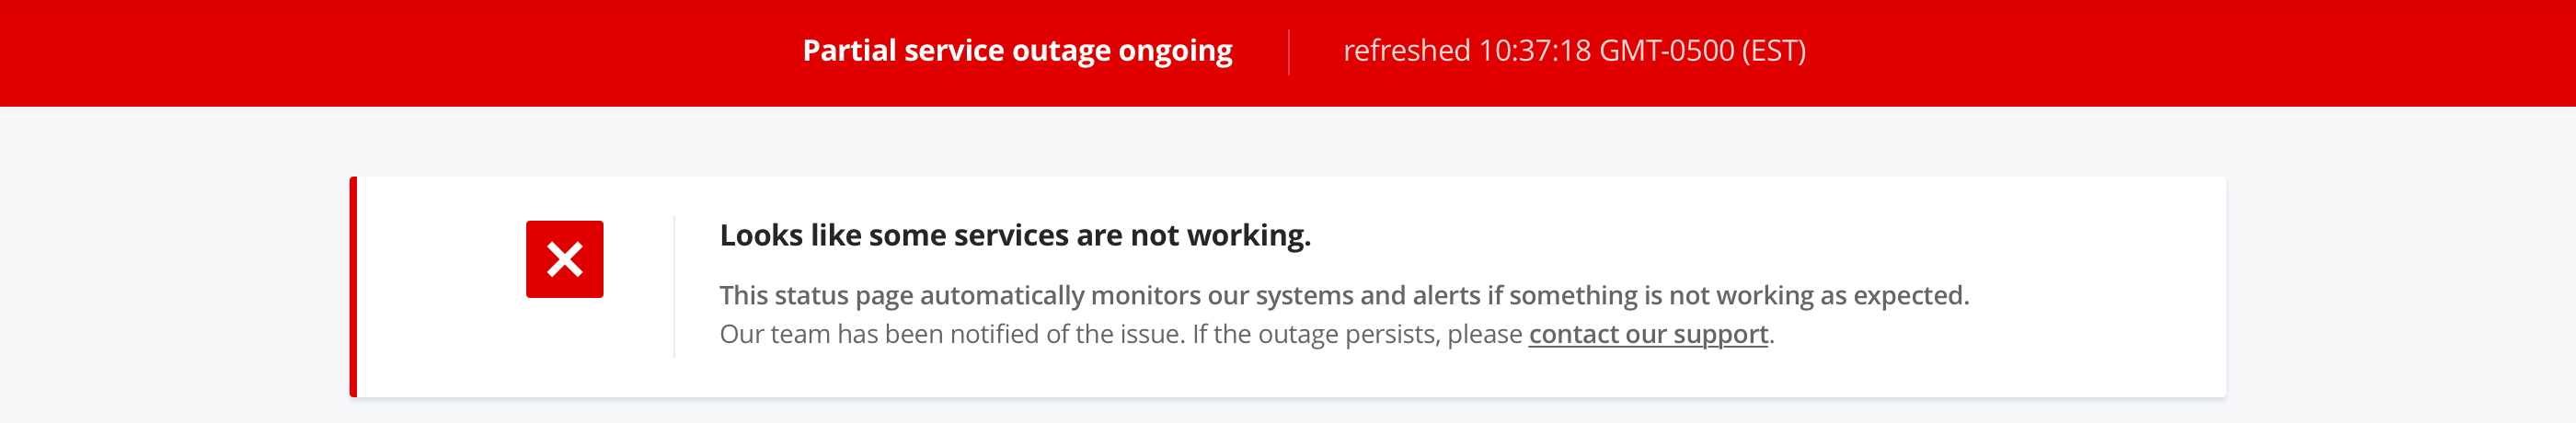 Partial service outage ongoing
refreshed 10:37:18 GMT-0500 (EST)
Looks like some services are not working.
This status page automatically monitors our systems and alerts if something is not working as expected.
Our team has been notified of the issue. If the outage persists, please contact our support.